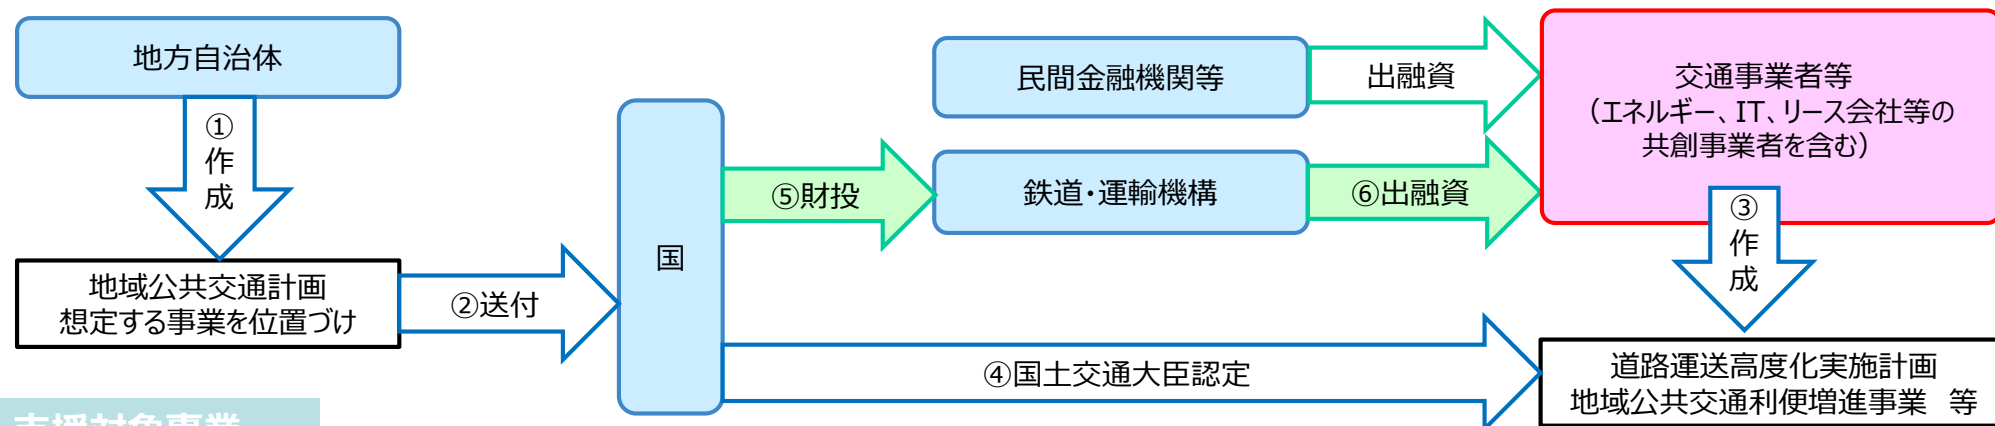 地方自治体
①
作
成
地域公共交通計画
想定する事業を位置づけ
②送付
国
⑤財投
民間金融機関等
出融資
鉄道・運輸機構
⑥出融資
交通事業者等
（エネルギー、IT、リース会社等の
共創事業者を含む）
③
作
成
④国土交通大臣認定
道路運送高度化実施計画
地域公共交通利便増進事業　等
支援対象事業